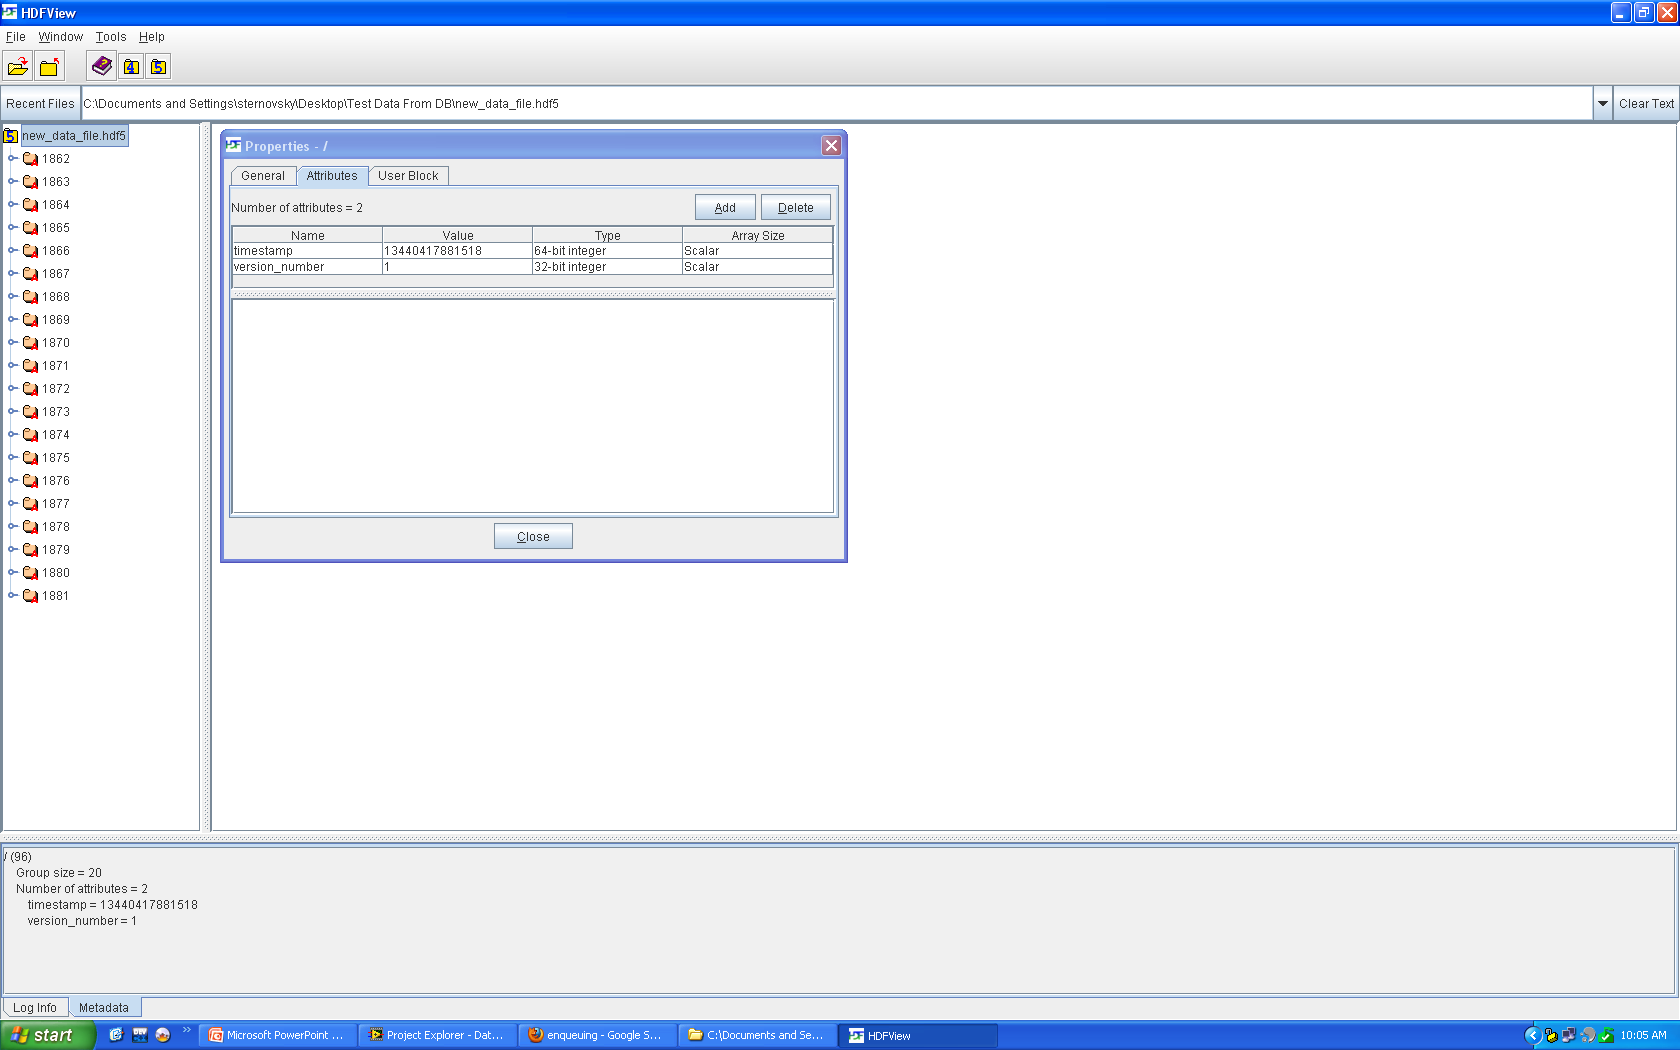 HDFView
File Window Tools Help
4 5
Recent Files C:\Documents and Settings\sternovsky\Desktop\Test Data From DB\new_data_file.hdf5 Clear Text
5 new_data_file.hdf5
1862
1863
1864
1865
1866
1867
1868
1869
1870
1871
1872
1873
1874
1875
1876
1877
1878
1879
1880
1881
Properties - /
General Attributes User Block
Number of attributes = 2 Add Delete
Name Value Type Array Size
timestamp 13440417881518 64-bit integer Scalar
version_number 1 32-bit integer Scalar
Close
/ (96)
Group size = 20
Number of attributes = 2
timestamp = 13440417881518
version_number = 1
Log Info Metadata
start » Microsoft PowerPoint ... Project Explorer - Dat... enqueuing - Google S... C:\Documents and Se... HDFView 10:05 AM